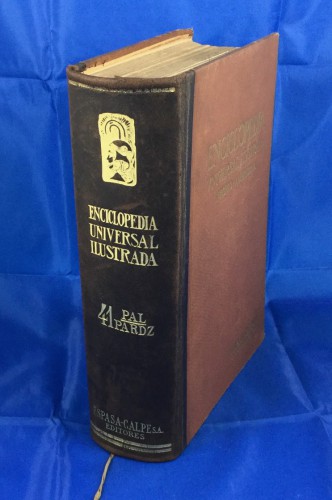 ENCICLOPEDIA
UNIVERSAL
ILUSTRADA
41 PAL
PARDZ
ESPASA-CALPE S.A.
EDITORES